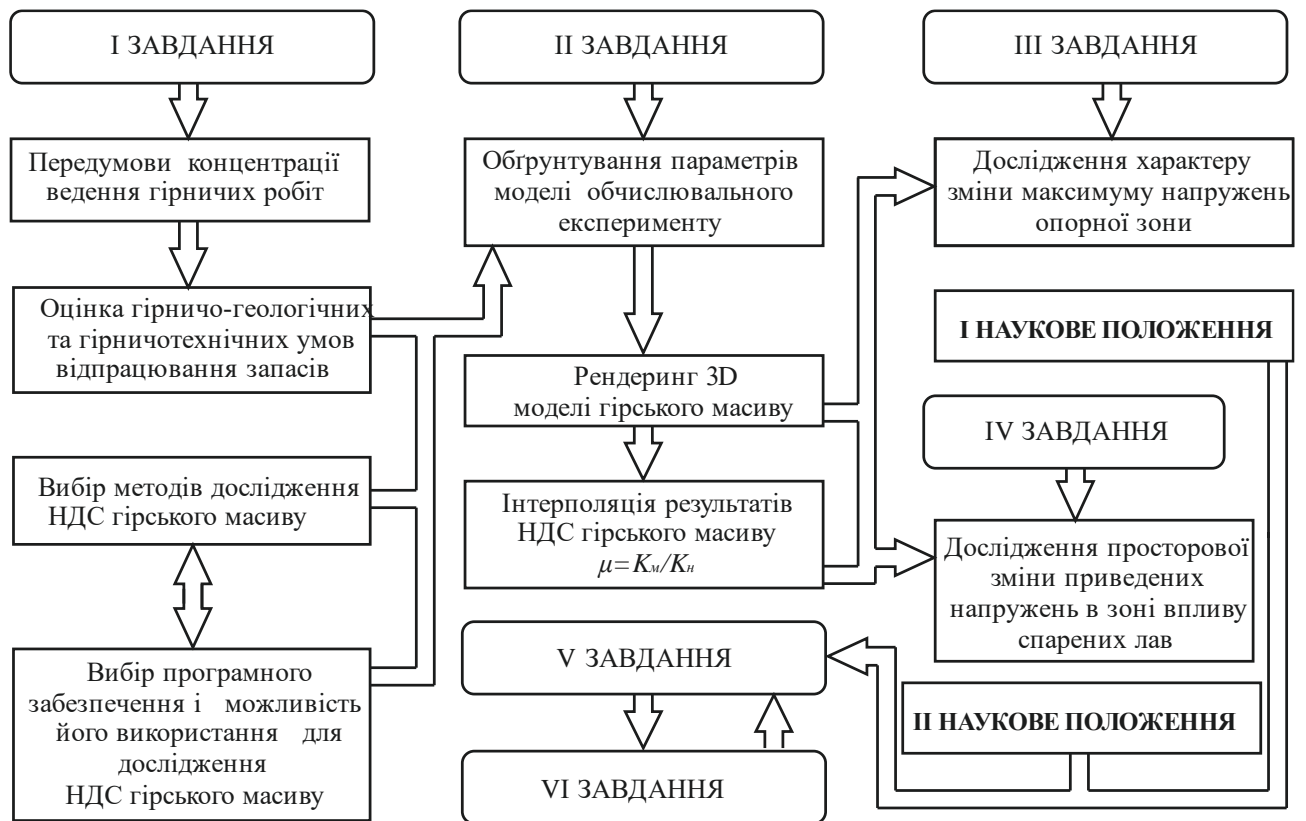 I ЗАВДАННЯ
Передумови концентрації
ведення гірничих робіт
Оцінка гірничо-геологічних
та гірничотехнічних умов
відпрацювання запасів
Вибір методів дослідження
НДС гірського масиву
Вибір програмного
забезпечення і можливість
його використання для
дослідження
НДС гірського масиву
II ЗАВДАННЯ
Обґрунтування параметрів
моделі обчислювального
експерименту
Рендеринг 3D
моделі гірського масиву
Інтерполяція результатів
НДС гірського масиву
μ=Kм/Kн
V ЗАВДАННЯ
VI ЗАВДАННЯ
III ЗАВДАННЯ
Дослідження характеру
зміни максимуму напружень
опорної зони
I НАУКОВЕ ПОЛОЖЕННЯ
IV ЗАВДАННЯ
Дослідження просторової
зміни приведених
напружень в зоні впливу
спарених лав
II НАУКОВЕ ПОЛОЖЕННЯ